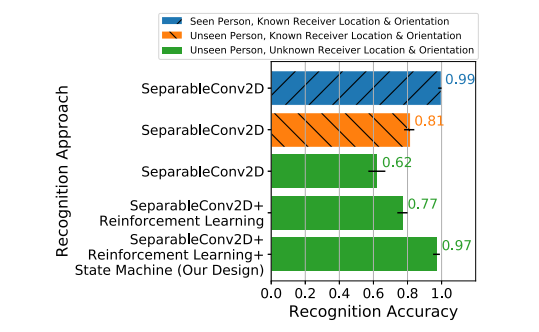 Seen Person, Known Receiver Location & Orientation
Unseen Person, Known Receiver Location & Orientation
Unseen Person, Unknown Receiver Location & Orientation
Recognition Approach
SeparableConv2D
0.99
SeparableConv2D
0.81
SeparableConv2D
0.62
SeparableConv2D+
Reinforcement Learning
0.77
SeparableConv2D+
Reinforcement Learning+
State Machine (Our Design)
0.97
0.0 0.2 0.4 0.6 0.8 1.0
Recognition Accuracy